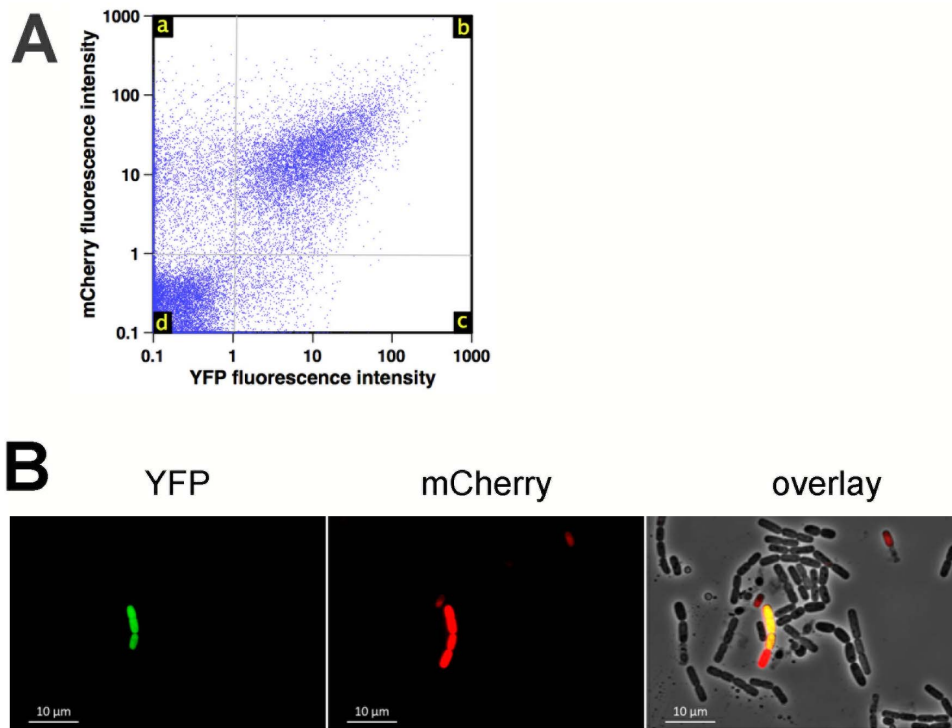 A
a
b
1000
100
10
1
0.1
mCherry fluorescence intensity
d
c
0.1
1
10
100
1000
YFP fluorescence intensity
B
YFP
mCherry
overlay
10 µm
10 µm
10 µm